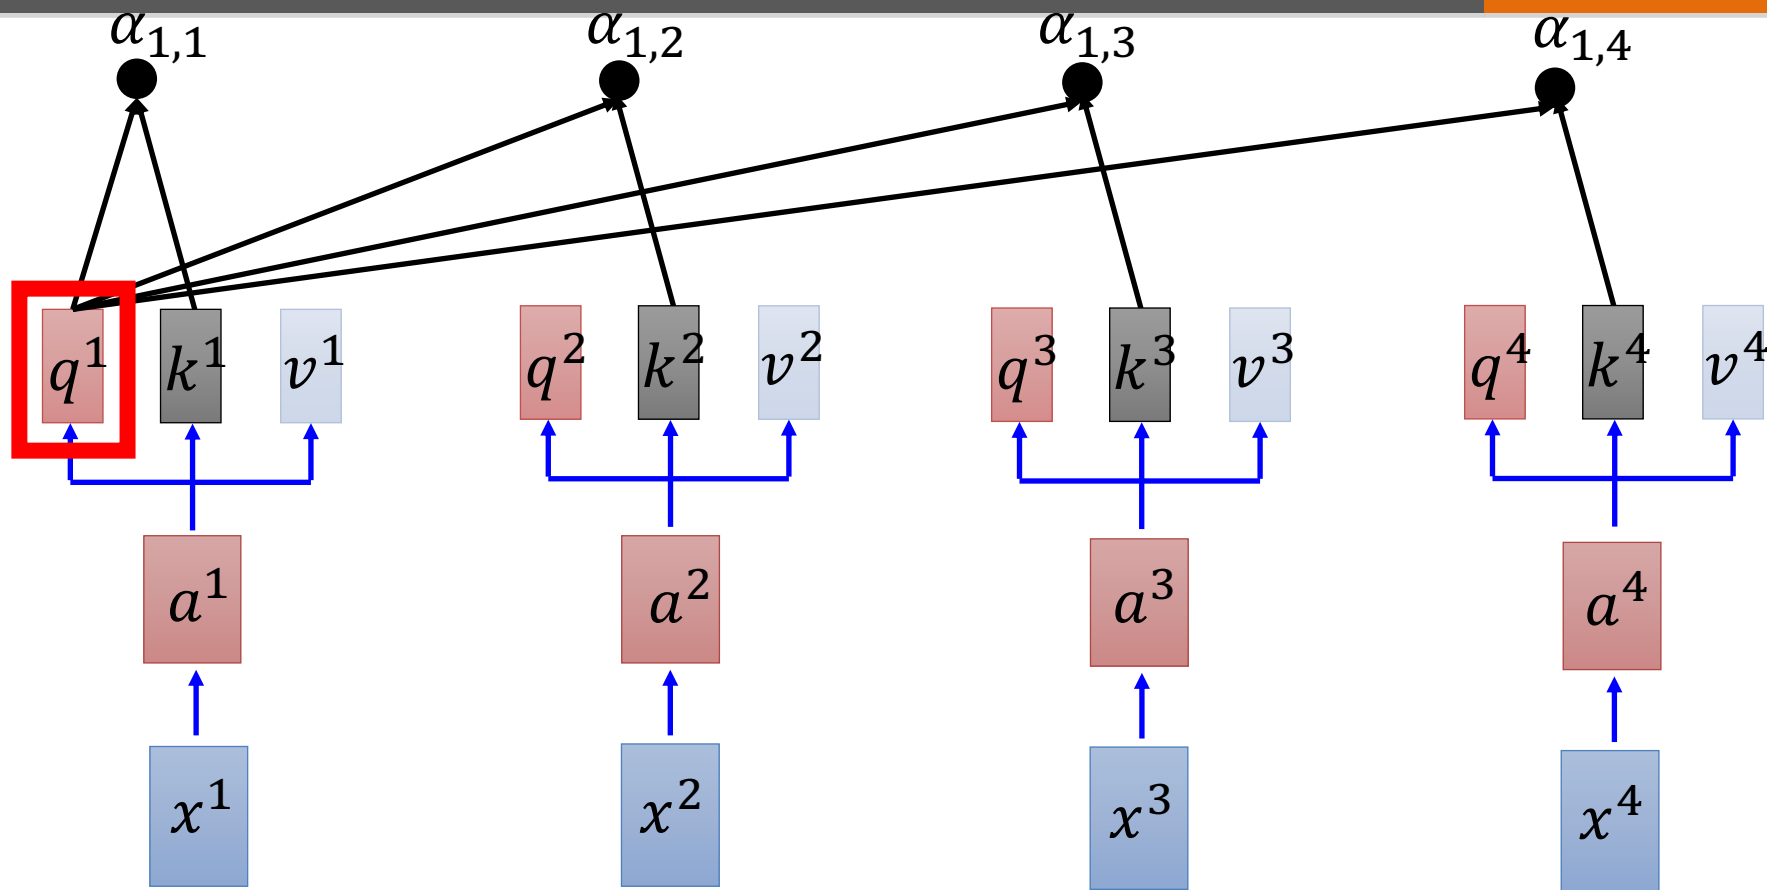 α₁,₁ α₁,₂ α₁,₃ α₁,₄
q¹ k¹ v¹ q² k² v² q³ k³ v³ q⁴ k⁴ v⁴
a¹ a² a³ a⁴
x¹ x² x³ x⁴